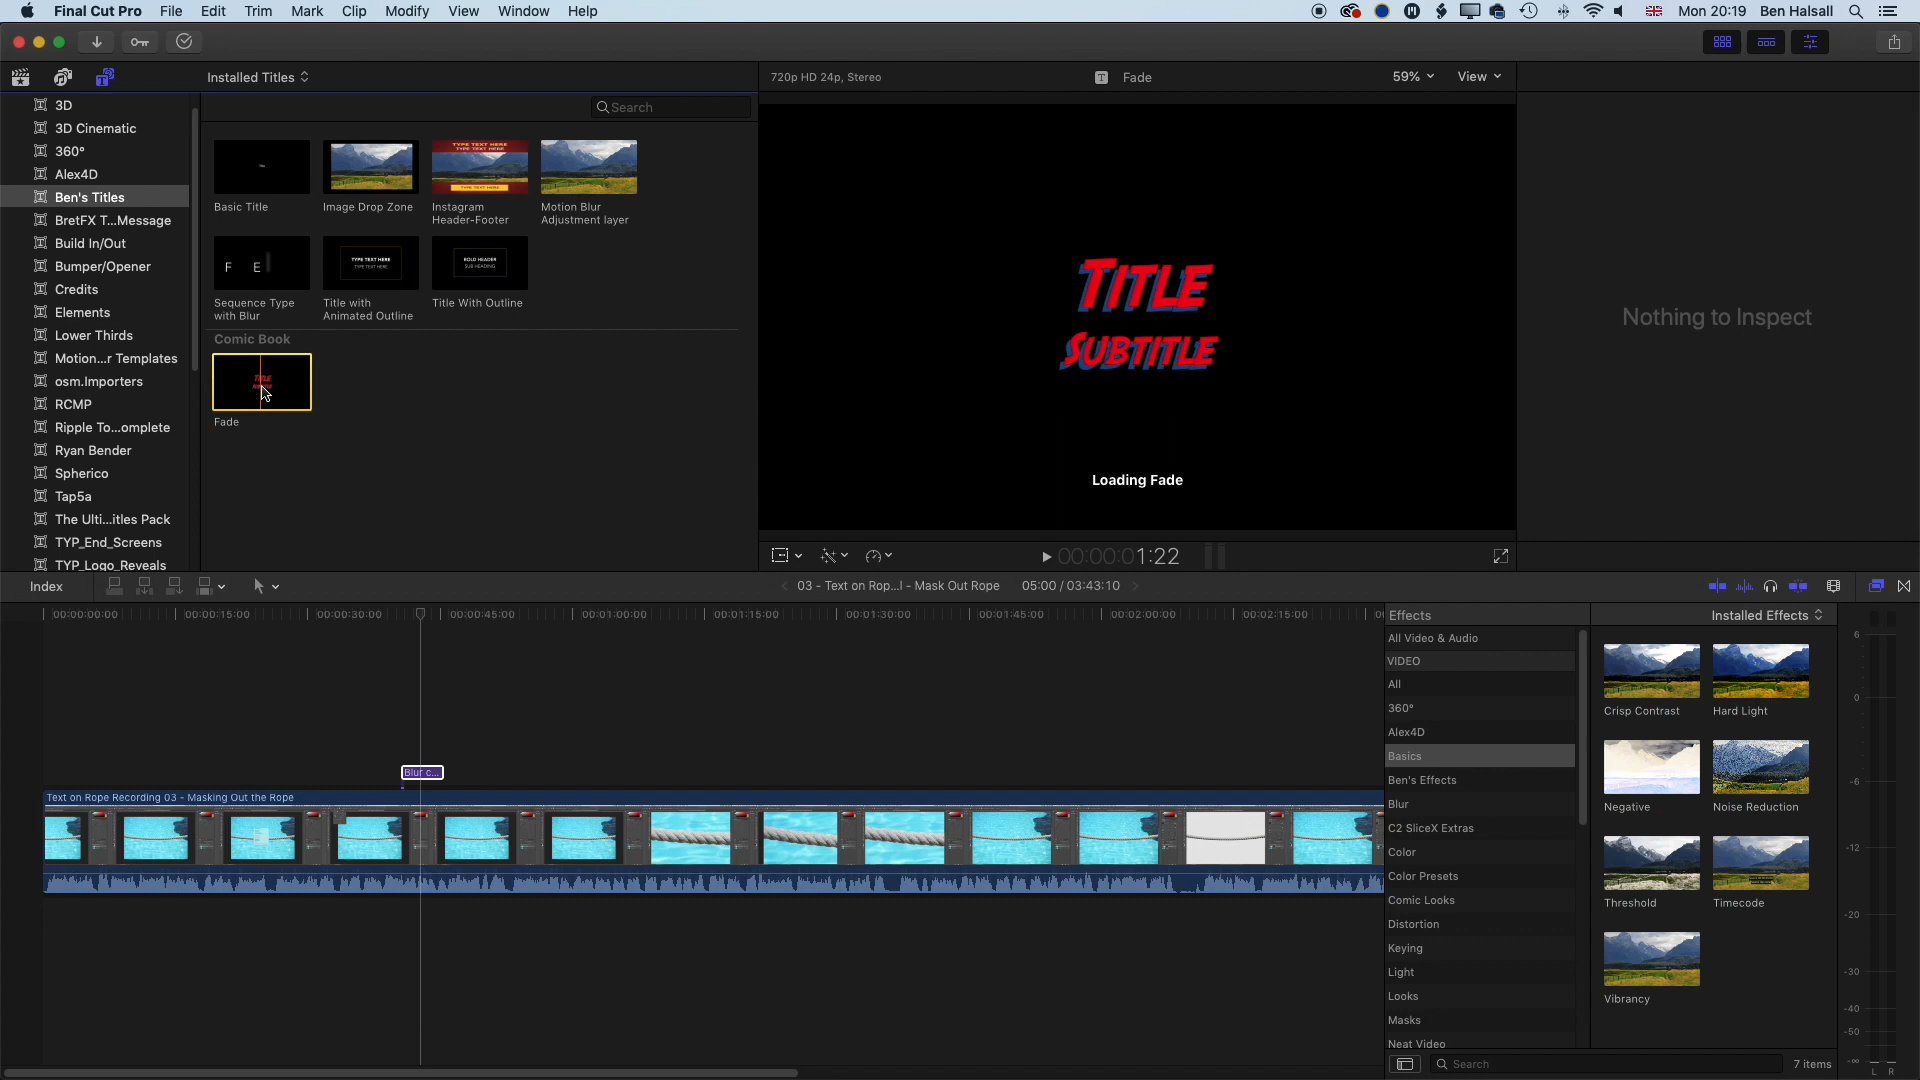 Final Cut Pro File Edit Trim Mark Clip Modify View Window Help Mon 20:19 Ben Halsall
Installed Titles 720p HD 24p, Stereo Fade 59% View
Search
3D
3D Cinematic
360°
Alex4D
Ben's Titles
BretFX T...Message
Build In/Out
Bumper/Opener
Credits
Elements
Lower Thirds
Motion...r Templates
osm.Importers
RCMP
Ripple To...omplete
Ryan Bender
Spherico
Tap5a
The Ulti...itles Pack
TYP_End_Screens
TYP_Logo_Reveals
TYPE TEXT HERE
TYPE TEXT HERE
TYPE TEXT HERE
Basic Title
Image Drop Zone
Instagram
Header-Footer
Motion Blur
Adjustment layer
F E
TYPE TEXT HERE
TYPE TEXT HERE
BOLD HEADER
SUB HEADING
Sequence Type
with Blur
Title with
Animated Outline
Title With Outline
Comic Book
TITLE
Fade
TITLE
SUBTITLE
Loading Fade
00:00:01:22
Nothing to Inspect
Index 03 - Text on Rop...l - Mask Out Rope 05:00 / 03:43:10
00:00:00:00 00:00:15:00 00:00:30:00 00:00:45:00 00:01:00:00 00:01:15:00 00:01:30:00 00:01:45:00 00:02:00:00 00:02:15:00
Blur c...
Text on Rope Recording 03 - Masking Out the Rope
Effects Installed Effects
All Video & Audio
VIDEO
All
360°
Alex4D
Basics
Ben's Effects
Blur
C2 SliceX Extras
Color
Color Presets
Comic Looks
Distortion
Keying
Light
Looks
Masks
Neat Video
Crisp Contrast Hard Light
Negative Noise Reduction
Threshold Timecode
Vibrancy
Search 7 items
6
0
-6
-12
-20
-30
-40
-50
-∞
L R